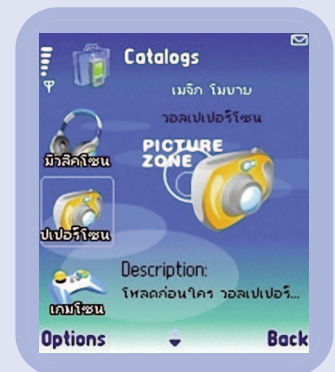 Catalogs
เมจิก โมบาย
วอลเปเปอร์โซน
มิวสิคโซน
PICTURE
ZONE
ปเปอร์โซน
Description:
โหลดก่อนใคร วอลเปเปอร์...
เกมโซน
Options
Back